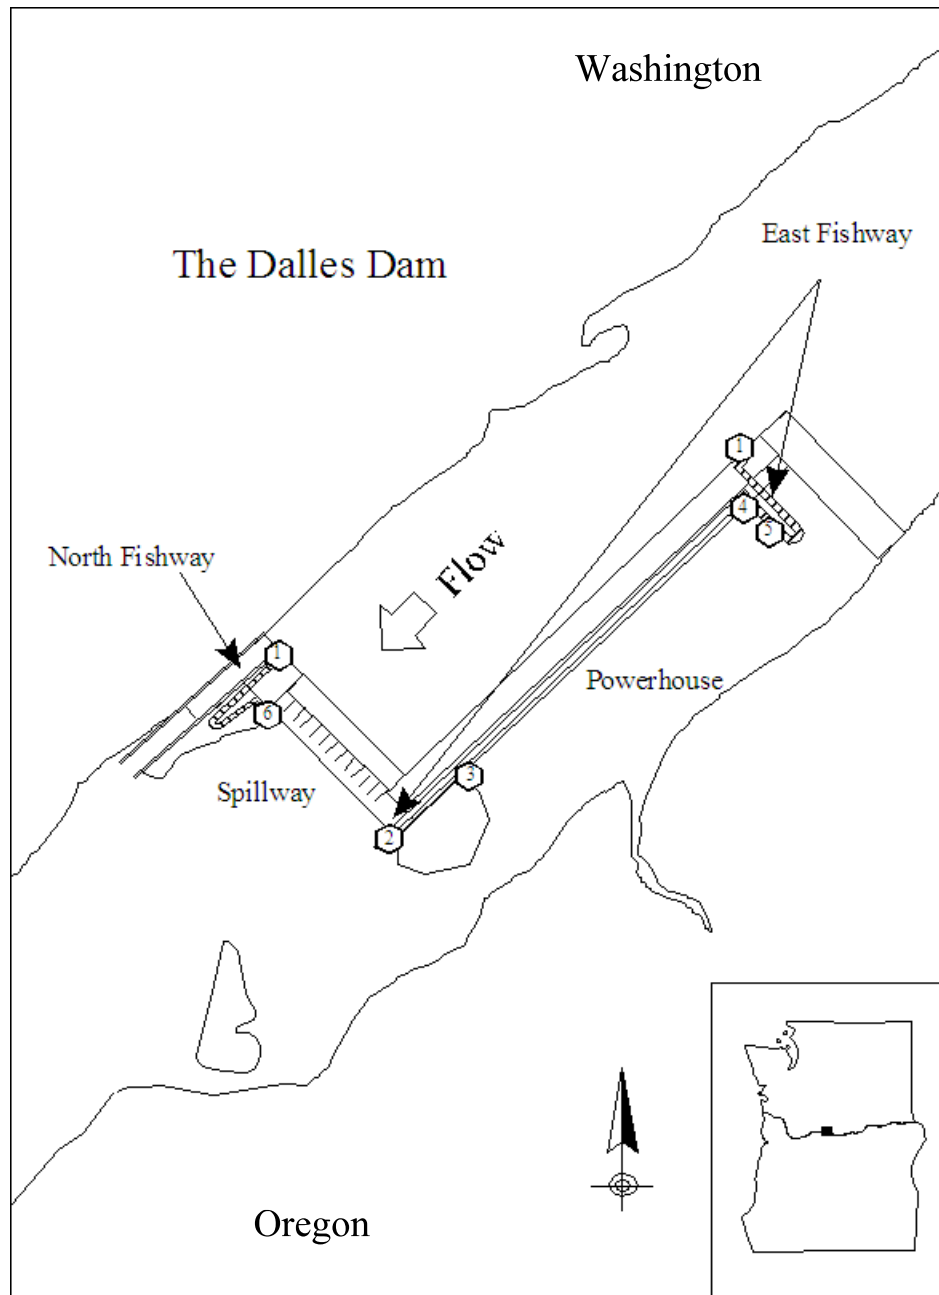 Washington
East Fishway
The Dalles Dam
1
4
5
Flow
North Fishway
1
6
Powerhouse
3
Spillway
2
Oregon